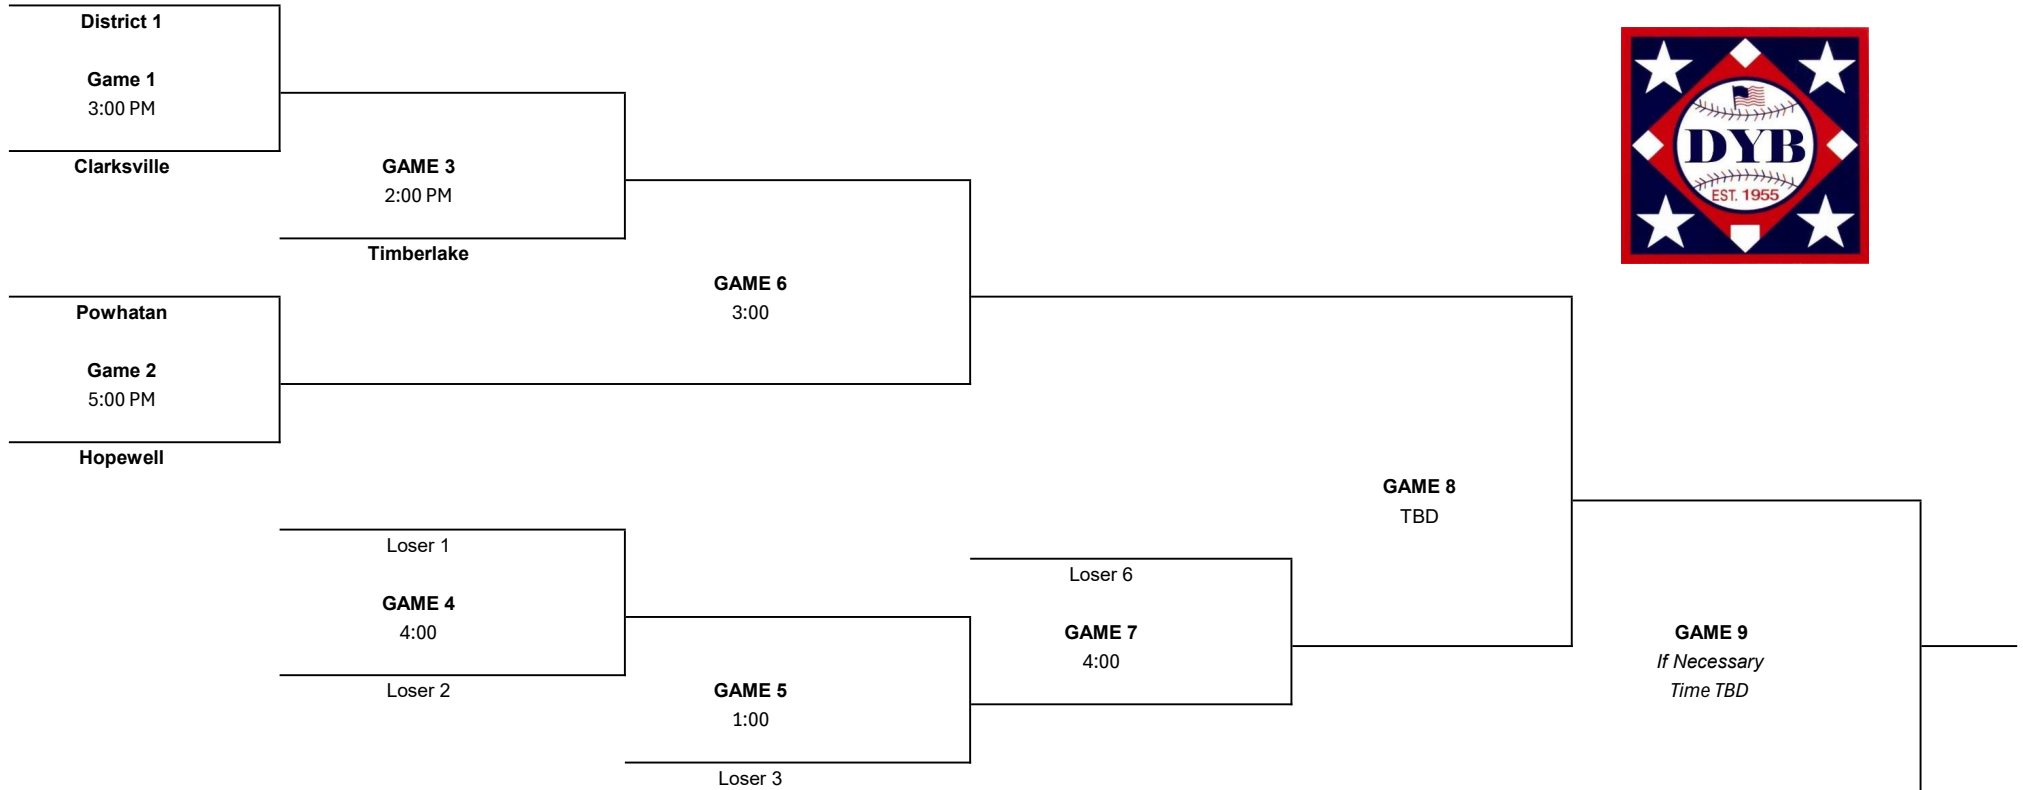 District 1
Game 1
3:00 PM
Clarksville
GAME 3
2:00 PM
Timberlake
Powhatan
Game 2
5:00 PM
Hopewell
GAME 6
3:00
DYB
EST. 1955
GAME 8
TBD
Loser 1
GAME 4
4:00
Loser 2
GAME 5
1:00
Loser 3
Loser 6
GAME 7
4:00
GAME 9
If Necessary
Time TBD